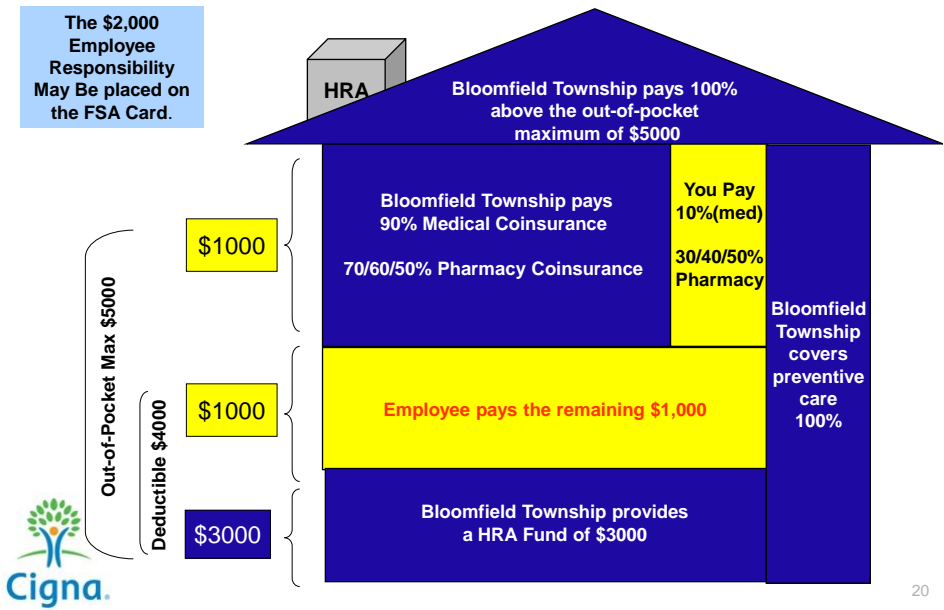 The $2,000
Employee
Responsibility
May Be placed on
the FSA Card.
HRA
Bloomfield Township pays 100%
above the out-of-pocket
maximum of $5000
Bloomfield Township pays
90% Medical Coinsurance
70/60/50% Pharmacy Coinsurance
You Pay
10%(med)
30/40/50%
Pharmacy
$1000
Bloomfield
Township
covers
preventive
care
100%
Out-of-Pocket Max $5000
Deductible $4000
$1000
Employee pays the remaining $1,000
$3000
Bloomfield Township provides
a HRA Fund of $3000
Cigna.
20